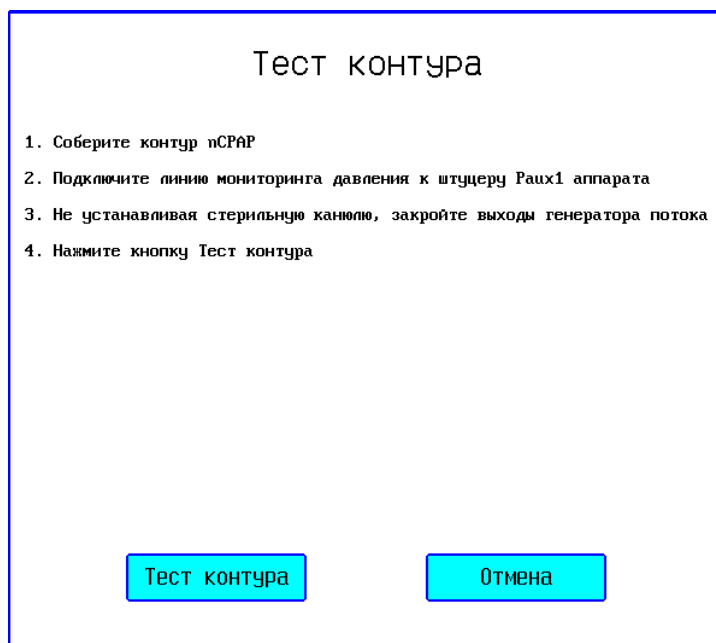 Тест контура
1. Соберите контур nCPAP
2. Подключите линию мониторинга давления к штуцеру Paux1 аппарата
3. Не устанавливая стерильную канюлю, закройте выходы генератора потока
4. Нажмите кнопку Тест контура
Тест контура
Отмена